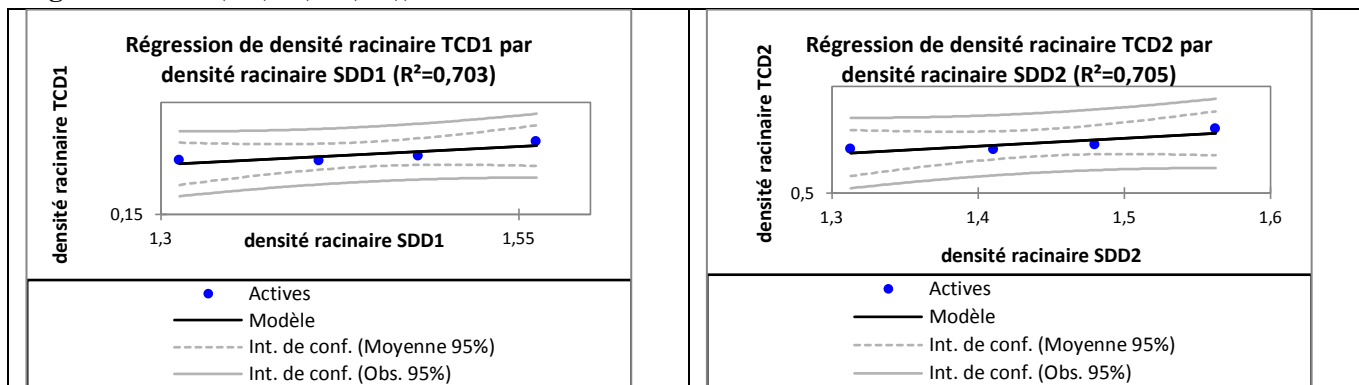 Régression de densité racinaire TCD1 par
densité racinaire SDD1 (R²=0,703)
densité racinaire TCD1
0,15
1,3
1,55
densité racinaire SDD1
Actives
Modèle
Int. de conf. (Moyenne 95%)
Int. de conf. (Obs. 95%)
Régression de densité racinaire TCD2 par
densité racinaire SDD2 (R²=0,705)
densité racinaire TCD2
0,5
1,3
1,4
1,5
1,6
densité racinaire SDD2
Actives
Modèle
Int. de conf. (Moyenne 95%)
Int. de conf. (Obs. 95%)